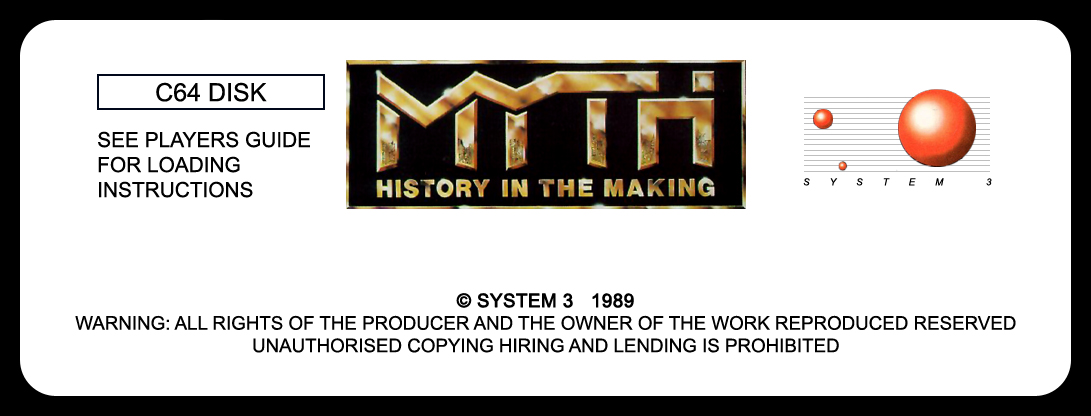 C64 DISK
SEE PLAYERS GUIDE
FOR LOADING
INSTRUCTIONS
MYTH
HISTORY IN THE MAKING
SYSTEM 3
© SYSTEM 3 1989
WARNING: ALL RIGHTS OF THE PRODUCER AND THE OWNER OF THE WORK REPRODUCED RESERVED
UNAUTHORISED COPYING HIRING AND LENDING IS PROHIBITED